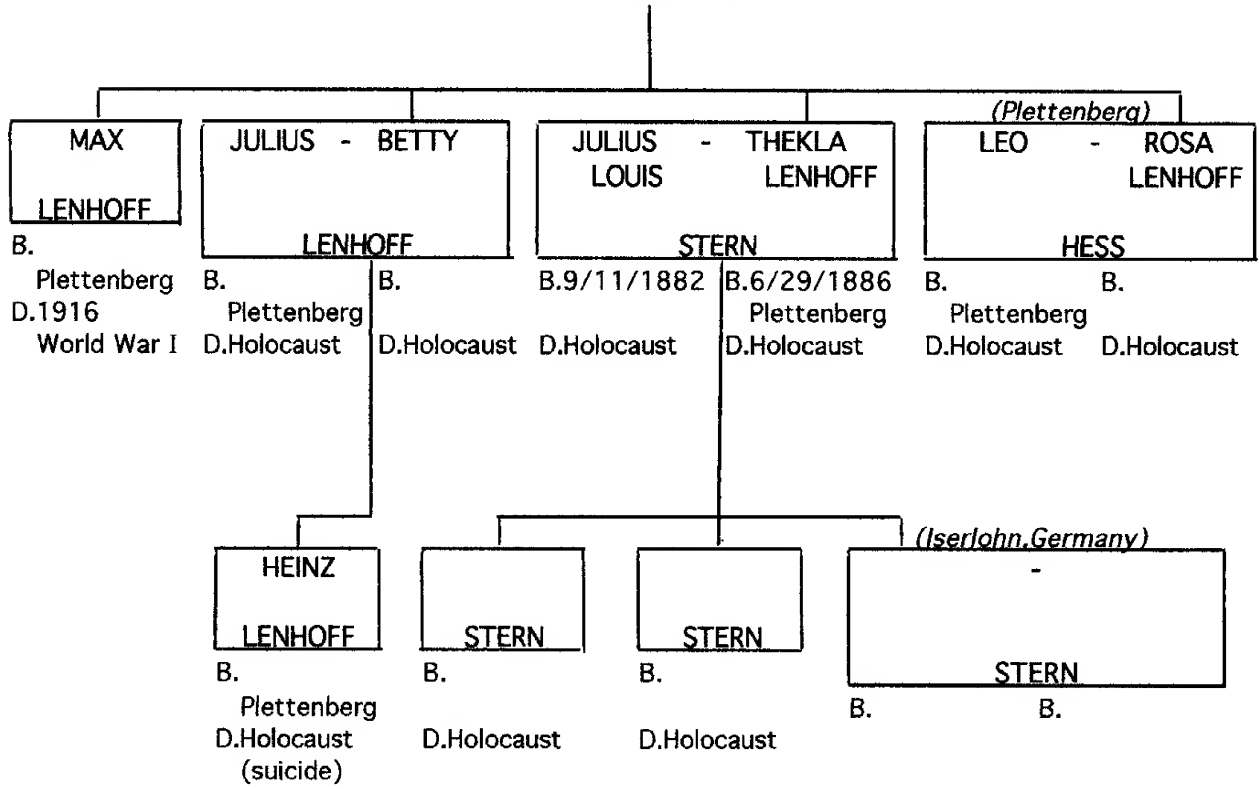 (Plettenberg)
MAX
LENHOFF
B.
Plettenberg
D.1916
World War I
JULIUS - BETTY
LENHOFF
B. B.
Plettenberg
D.Holocaust D.Holocaust
JULIUS - THEKLA
LOUIS LENHOFF
STERN
B.9/11/1882 B.6/29/1886
Plettenberg
D.Holocaust D.Holocaust
LEO - ROSA
LENHOFF
HESS
B. B.
Plettenberg
D.Holocaust D.Holocaust
HEINZ
LENHOFF
B.
Plettenberg
D.Holocaust
(suicide)
STERN
B.
D.Holocaust
STERN
B.
D.Holocaust
(Iserlohn,Germany)
-
STERN
B. B.